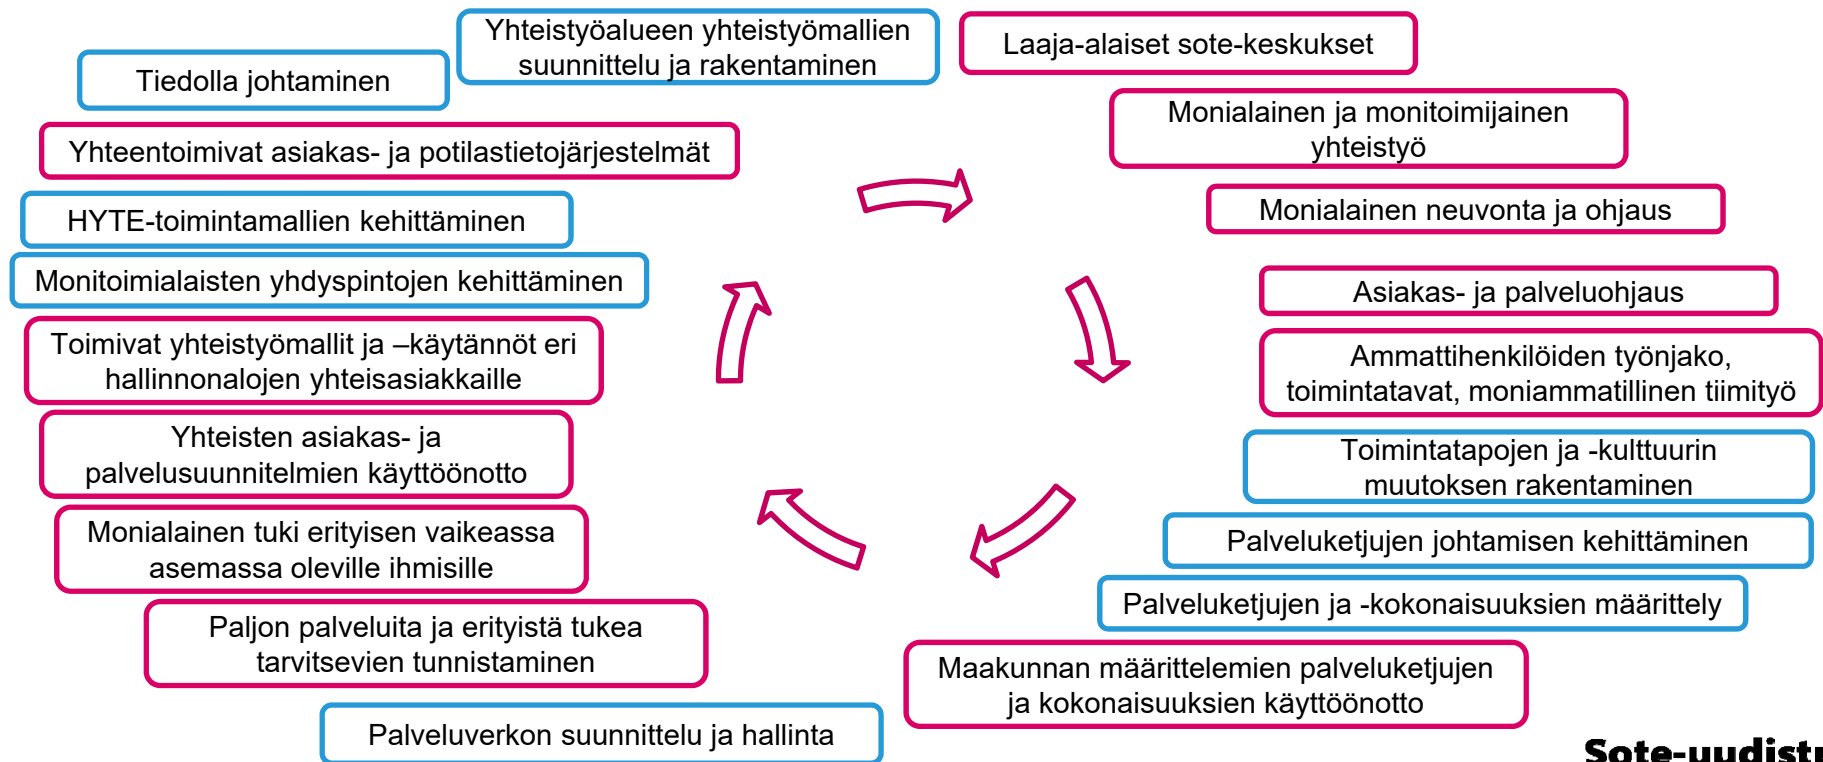 Yhteistyöalueen yhteistyömallien
suunnittelu ja rakentaminen
Laaja-alaiset sote-keskukset
Monialainen ja monitoimijainen
yhteistyö
Monialainen neuvonta ja ohjaus
Asiakas- ja palveluohjaus
Ammattihenkilöiden työnjako,
toimintatavat, moniammatillinen tiimityö
Toimintatapojen ja -kulttuurin
muutoksen rakentaminen
Palveluketjujen johtamisen kehittäminen
Palveluketjujen ja -kokonaisuuksien määrittely
Maakunnan määrittelemien palveluketjujen
ja kokonaisuuksien käyttöönotto
Palveluverkon suunnittelu ja hallinta
Paljon palveluita ja erityistä tukea
tarvitsevien tunnistaminen
Monialainen tuki erityisen vaikeassa
asemassa oleville ihmisille
Yhteisten asiakas- ja
palvelusuunnitelmien käyttöönotto
Toimivat yhteistyömallit ja –käytännöt eri
hallinnonalojen yhteisasiakkaille
Monitoimialaisten yhdyspintojen kehittäminen
HYTE-toimintamallien kehittäminen
Yhteentoimivat asiakas- ja potilastietojärjestelmät
Tiedolla johtaminen